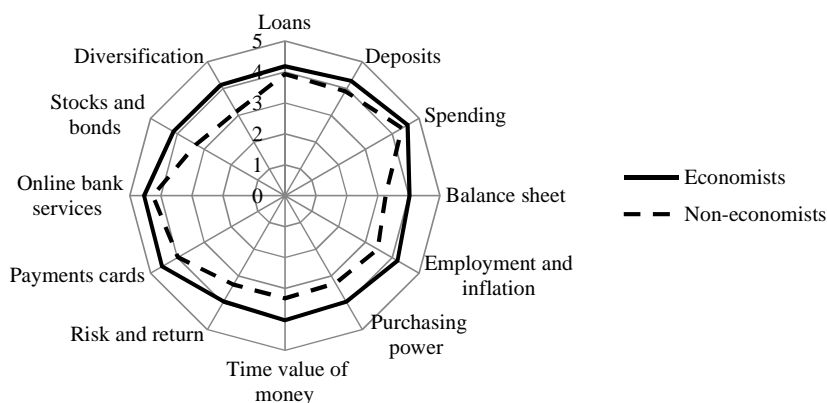 Loans
5
Diversification
Deposits
4
Stocks and
bonds
3
Spending
2
1
Online bank
services
0
Balance sheet
Economists
Non-economists
Payments cards
Employment and
inflation
Risk and return
Purchasing
power
Time value of
money